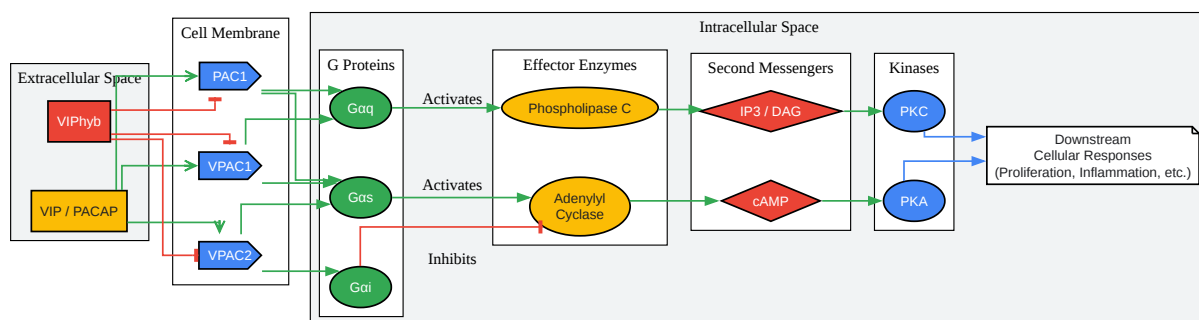 Intracellular Space
Cell Membrane
Extracellular Space
G Proteins
Effector Enzymes
Second Messengers
Kinases
PAC1
VIPhyb
VPAC1
VIP / PACAP
VPAC2
Gαq
Gαs
Gαi
Activates
Activates
Inhibits
Phospholipase C
Adenylyl
Cyclase
IP3 / DAG
cAMP
PKC
PKA
Downstream
Cellular Responses
(Proliferation, Inflammation, etc.)